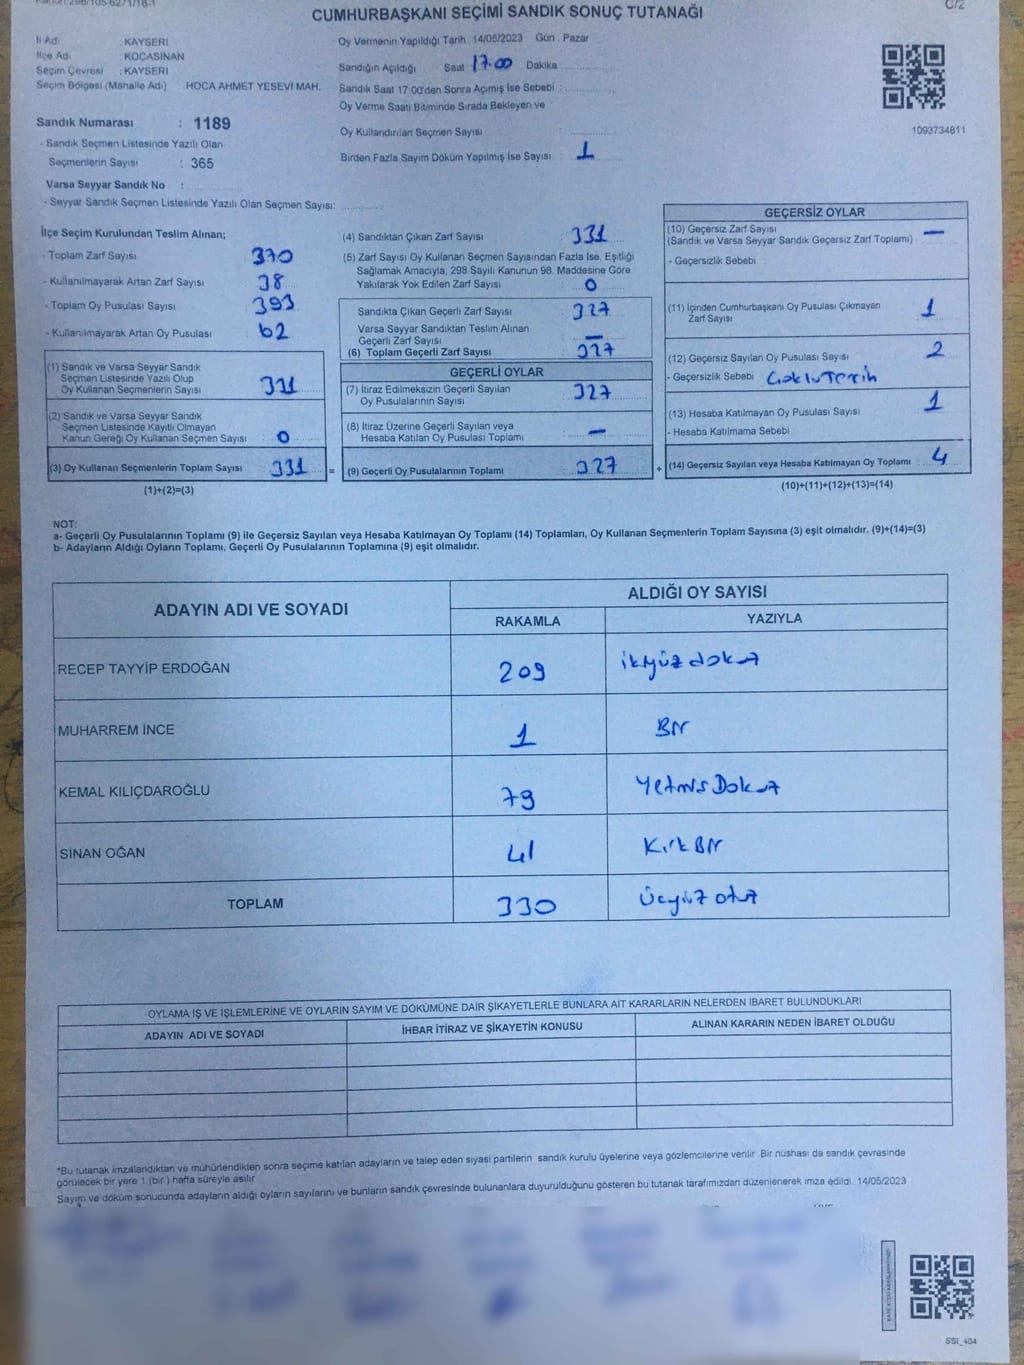 C/2
CUMHURBAŞKANI SEÇİMİ SANDIK SONUÇ TUTANAĞI
İl Adı : KAYSERİ
İlçe Adı : KOCASİNAN
Seçim Çevresi : KAYSERİ
Seçim Bölgesi (Mahalle Adı) : HOCA AHMET YESEVİ MAH.
Sandık Numarası : 1189
- Sandık Seçmen Listesinde Yazılı Olan
Seçmenlerin Sayısı : 365
Varsa Seyyar Sandık No :
- Seyyar Sandık Seçmen Listesinde Yazılı Olan Seçmen Sayısı:
Oy Vermenin Yapıldığı Tarih : 14/05/2023 Gün : Pazar
Sandığın Açıldığı Saat 17.00 Dakika
Sandık Saat 17:00'den Sonra Açımış İse Sebebi :
Oy Verme Saati Bitiminde Sırada Bekleyen ve
Oy Kullandırılan Seçmen Sayısı :
Birden Fazla Sayım Döküm Yapılmış İse Sayısı : 1
1093734811
İlçe Seçim Kurulundan Teslim Alınan;
- Toplam Zarf Sayısı : 370
- Kullanılmayarak Artan Zarf Sayısı : 38
- Toplam Oy Pusulası Sayısı : 393
- Kullanılmayarak Artan Oy Pusulası : 62
(1) Sandık ve Varsa Seyyar Sandık
Seçmen Listesinde Yazılı Olup
Oy Kullanan Seçmenlerin Sayısı : 331
(2) Sandık ve Varsa Seyyar Sandık
Seçmen Listesinde Kayıtlı Olmayan
Kanun Gereği Oy Kullanan Seçmen Sayısı : 0
(3) Oy Kullanan Seçmenlerin Toplam Sayısı : 331
(1)+(2)=(3)
(4) Sandıktan Çıkan Zarf Sayısı : 331
(5) Zarf Sayısı Oy Kullanan Seçmen Sayısından Fazla İse, Eşitliği
Sağlamak Amacıyla, 298 Sayılı Kanunun 98. Maddesine Göre
Yakılarak Yok Edilen Zarf Sayısı : 0
Sandıkta Çıkan Geçerli Zarf Sayısı : 327
Varsa Seyyar Sandıktan Teslim Alınan
Geçerli Zarf Sayısı : —
(6) Toplam Geçerli Zarf Sayısı : 327
GEÇERLİ OYLAR
(7) İtiraz Edilmeksizin Geçerli Sayılan
Oy Pusulalarının Sayısı : 327
(8) İtiraz Üzerine Geçerli Sayılan veya
Hesaba Katılan Oy Pusulası Toplamı : —
= (9) Geçerli Oy Pusulalarının Toplamı : 327 +
GEÇERSİZ OYLAR
(10) Geçersiz Zarf Sayısı
(Sandık ve Varsa Seyyar Sandık Geçersiz Zarf Toplamı) : —
- Geçersizlik Sebebi :
(11) İçinden Cumhurbaşkanı Oy Pusulası Çıkmayan
Zarf Sayısı : 1
(12) Geçersiz Sayılan Oy Pusulası Sayısı : 2
- Geçersizlik Sebebi : Çoklu Tercih
(13) Hesaba Katılmayan Oy Pusulası Sayısı : 1
- Hesaba Katılmama Sebebi :
(14) Geçersiz Sayılan veya Hesaba Katılmayan Oy Toplamı : 4
(10)+(11)+(12)+(13)=(14)
NOT:
a- Geçerli Oy Pusulalarının Toplamı (9) ile Geçersiz Sayılan veya Hesaba Katılmayan Oy Toplamı (14) Toplamları, Oy Kullanan Seçmenlerin Toplam Sayısına (3) eşit olmalıdır. (9)+(14)=(3)
b- Adayların Aldığı Oyların Toplamı, Geçerli Oy Pusulalarının Toplamına (9) eşit olmalıdır.
ADAYIN ADI VE SOYADI ALDIĞI OY SAYISI
RAKAMLA YAZIYLA
RECEP TAYYİP ERDOĞAN 209 ikiyüz dokuz
MUHARREM İNCE 1 Bir
KEMAL KILIÇDAROĞLU 79 Yetmiş Dokuz
SİNAN OĞAN 41 Kırk Bir
TOPLAM 330 Üçyüz otuz
OYLAMA İŞ VE İŞLEMLERİNE VE OYLARIN SAYIM VE DÖKÜMÜNE DAİR ŞİKAYETLERLE BUNLARA AİT KARARLARIN NELERDEN İBARET BULUNDUKLARI
ADAYIN ADI VE SOYADI İHBAR İTİRAZ VE ŞİKAYETİN KONUSU ALINAN KARARIN NEDEN İBARET OLDUĞU
*Bu tutanak imzalandıktan ve mühürlendikten sonra seçime katılan adayların ve talep eden siyasi partilerin sandık kurulu üyelerine veya gözlemcilerine verilir. Bir nüshası da sandık çevresinde
görülecek bir yere 1 (bir) hafta süreyle asılır.
Sayım ve döküm sonucunda adayların aldığı oyların sayılarını ve bunların sandık çevresinde bulunanlara duyurulduğunu gösteren bu tutanak tarafımızdan düzenlenerek imza edildi. 14/05/2023
SSI_404